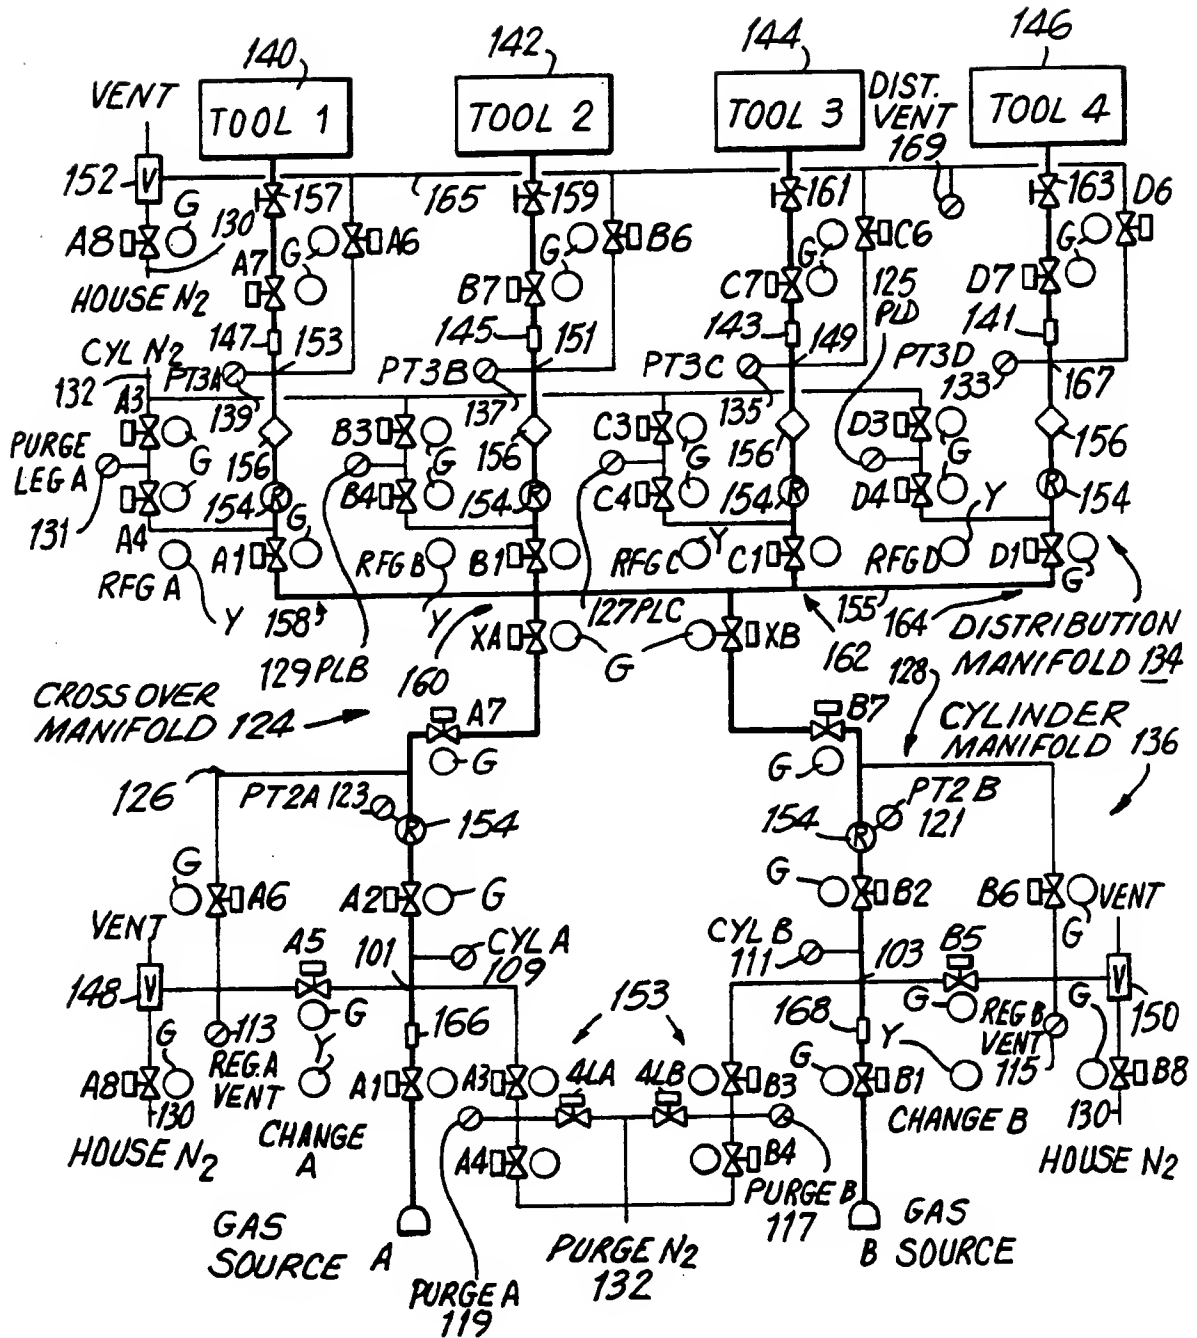 140
142
144
146
VENT
TOOL 1
TOOL 2
TOOL 3
DIST.
VENT
169
TOOL 4
152
V
157
165
159
161
163
D6
A8
G
130
A7
G
A6
B7
G
B6
C7
G
C6
125
PLD
D7
G
HOUSE N2
147
153
145
151
143
149
141
CYL N2
132
PT3A
139
PT3B
137
PT3C
135
PT3D
133
167
A3
PURGE
LEG A
131
G
156
B3
G
156
C3
G
156
D3
G
156
A4
154
R
G
B4
154
R
C4
154
R
D4
Y
R
154
RFG A
Y
A1
RFG B
Y
B1
RFG C
Y
C1
RFG D
D1
G
158
129 PLB
160
127 PLC
155
164
162
DISTRIBUTION
MANIFOLD 134
XA
G
XB
CROSS OVER
MANIFOLD 124
A7
G
B7
G
128
CYLINDER
MANIFOLD 136
126
PT2A 123
R
154
154
R
PT2B
121
G
A6
A2
G
G
B2
B6
G
VENT
VENT
148
V
A5
G
101
CYL A
109
CYL B
111
103
B5
G
V
150
G
113
REG.A
VENT
Y
166
153
168
Y
REG B
VENT
115
G
A8
130
HOUSE N2
CHANGE
A
A1
A3
4LA
4LB
B3
G
B1
CHANGE B
B8
130
HOUSE N2
A4
B4
PURGE B
117
GAS
SOURCE A
PURGE A
119
PURGE N2
132
GAS
B SOURCE